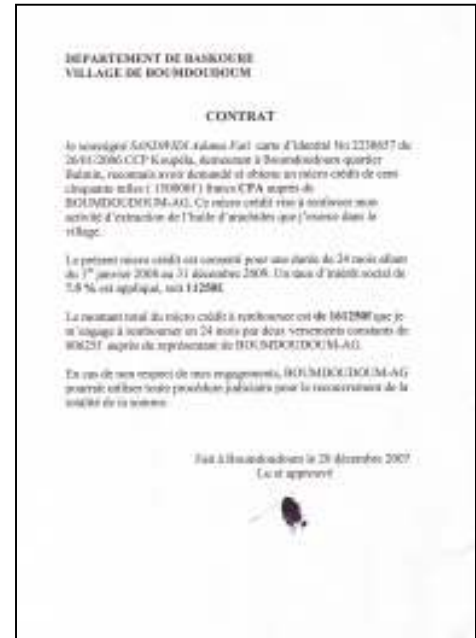 DEPARTEMENT DE BASKOURE
VILLAGE DE BOUMDOUDOUM
CONTRAT
Je soussigné carte d'Identité No 2238657 du
26/01/2006 CCP Koupéla, demeurant à Boumdoudoum quartier
reconnais avoir demandé et obtenu un micro crédit de cent
cinquante milles ( 150000f ) francs CFA auprès de
BOUMDOUDOUM-AG. Ce micro crédit vise à renforcer mon
activité d'extraction de l'huile d'arachides que j'exerce dans le
village.
Le présent micro crédit est consenti pour une durée de 24 mois allant
du 1er janvier 2008 au 31 décembre 2009. Un taux d'intérêt social de
7.5 % est appliqué, soit 11250f.
Le montant total du micro crédit à rembourser est de 161250f que je
m'engage à rembourser en 24 mois par deux versements constants de
80625f auprès du représentant de BOUMDOUDOUM-AG.
En cas de non respect de mes engagements, BOUMDOUDOUM-AG
pourrait utiliser toute procédure judiciaire pour le recouvrement de la
totalité de la somme.
Fait à Boumdoudoum le 28 décembre 2007
Lu et approuvé